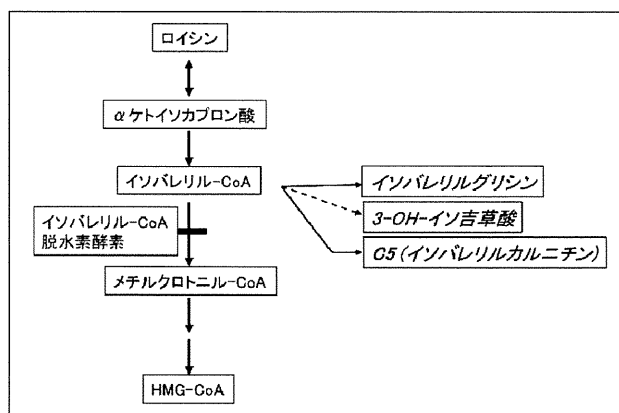 ロイシン
αケトイソカプロン酸
イソバレリル-CoA
イソバレリルグリシン
3-OH-イソ吉草酸
C5(イソバレリルカルニチン)
イソバレリル-CoA
脱水素酵素
メチルクロトニル-CoA
HMG-CoA